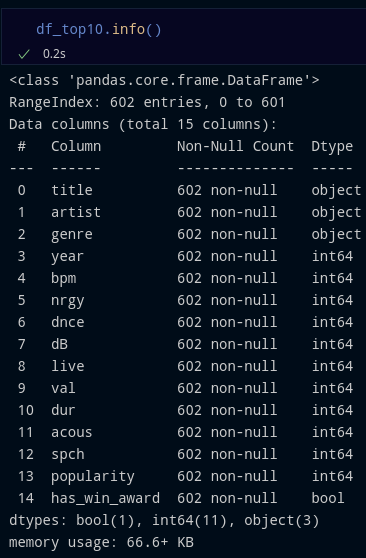 df_top10.info()
✓ 0.2s
<class 'pandas.core.frame.DataFrame'>
RangeIndex: 602 entries, 0 to 601
Data columns (total 15 columns):
 #   Column         Non-Null Count  Dtype
---  ------         --------------  -----
 0   title          602 non-null    object
 1   artist         602 non-null    object
 2   genre          602 non-null    object
 3   year           602 non-null    int64
 4   bpm            602 non-null    int64
 5   nrgy           602 non-null    int64
 6   dnce           602 non-null    int64
 7   dB             602 non-null    int64
 8   live           602 non-null    int64
 9   val            602 non-null    int64
 10  dur            602 non-null    int64
 11  acous          602 non-null    int64
 12  spch           602 non-null    int64
 13  popularity     602 non-null    int64
 14  has_win_award  602 non-null    bool
dtypes: bool(1), int64(11), object(3)
memory usage: 66.6+ KB